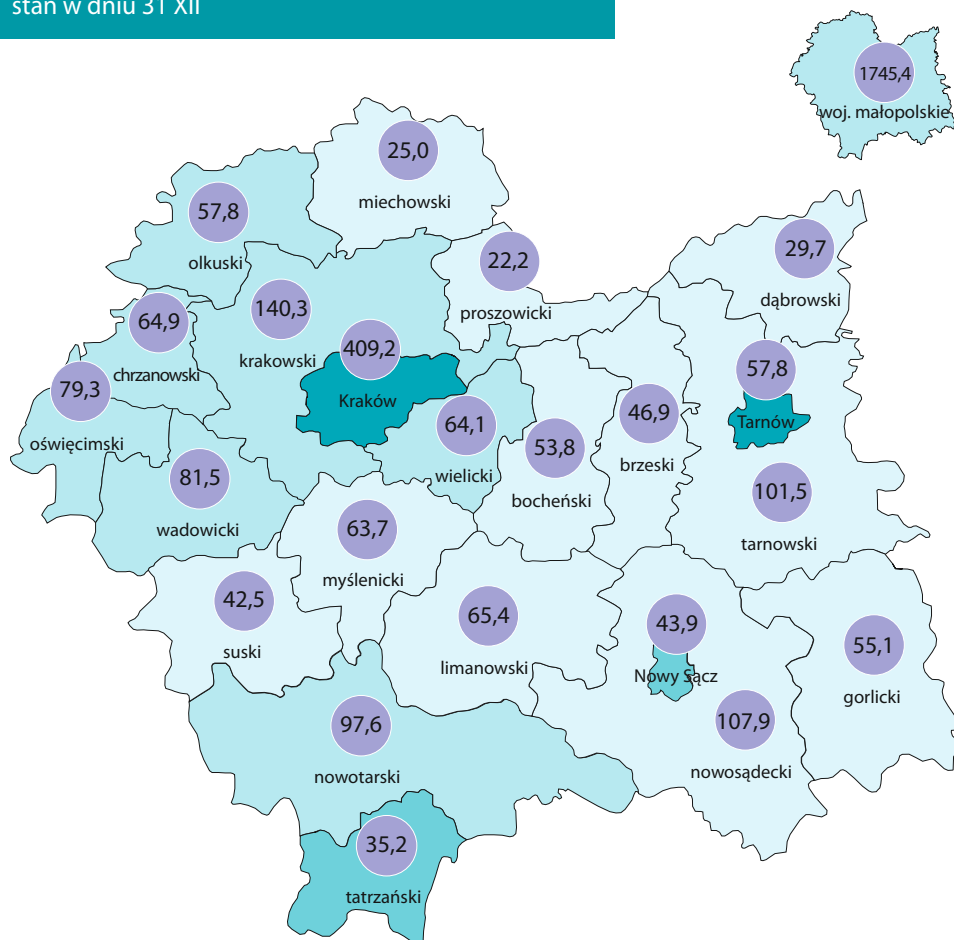 stan w dniu 31 XII
1745,4
woj. małopolskie
25,0
miechowski
57,8
olkuski
22,2
proszowicki
29,7
dąbrowski
140,3
krakowski
64,9
chrzanowski
409,2
Kraków
57,8
Tarnów
79,3
oświęcimski
64,1
wielicki
46,9
brzeski
53,8
bocheński
81,5
wadowicki
101,5
tarnowski
63,7
myślenicki
42,5
suski
65,4
limanowski
43,9
Nowy Sącz
55,1
gorlicki
97,6
nowotarski
107,9
nowosądecki
35,2
tatrzański